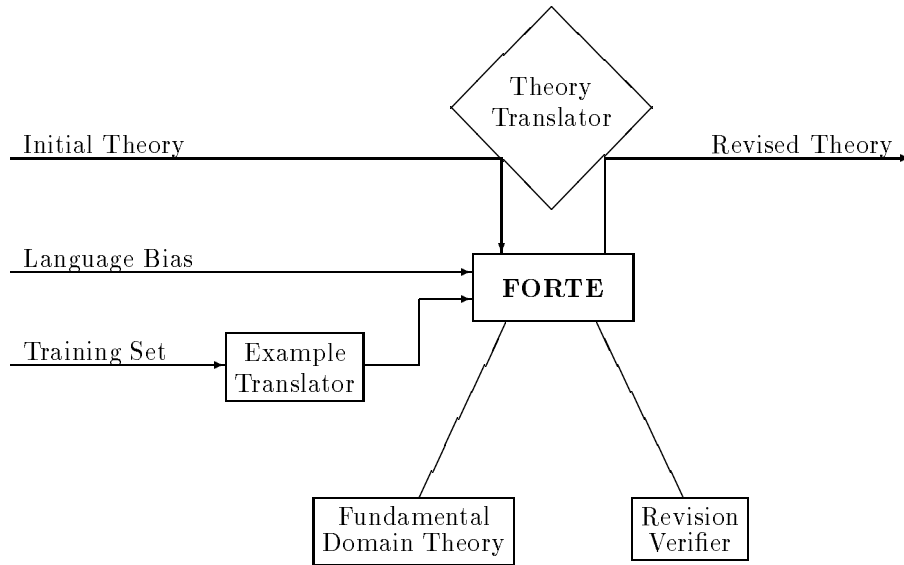 Theory
Translator
Initial Theory
Revised Theory
Language Bias
FORTE
Training Set
Example
Translator
Fundamental
Domain Theory
Revision
Verifier